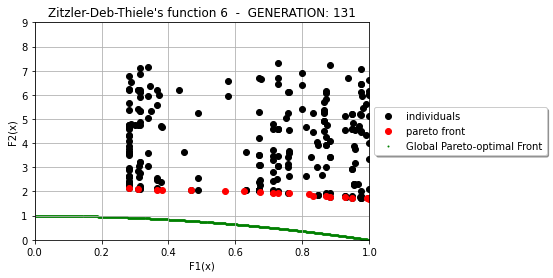 Zitzler-Deb-Thiele's function 6 - GENERATION: 131
9
8
7
6
5
4
3
2
1
0
F2(x)
0.0 0.2 0.4 0.6 0.8 1.0
F1(x)
individuals
pareto front
Global Pareto-optimal Front